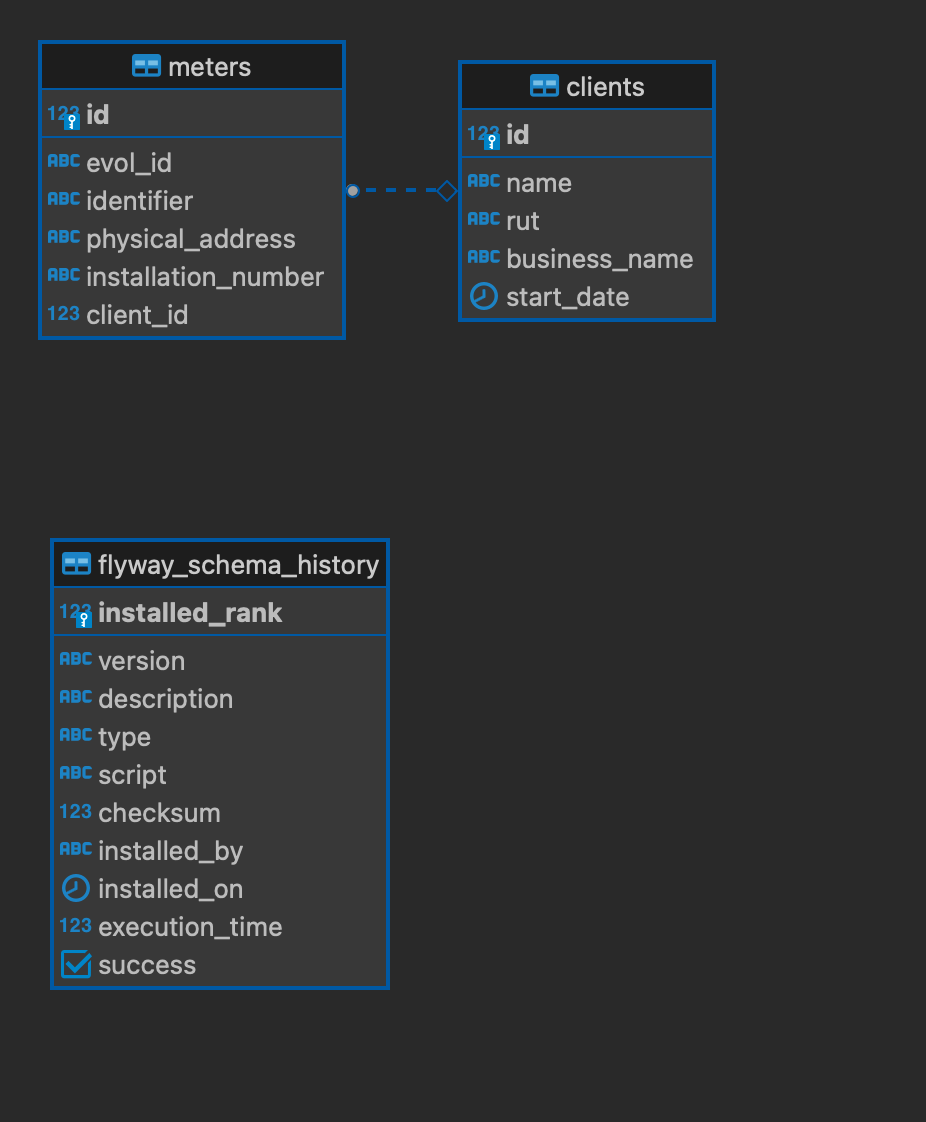 meters
123 id
ABC evol_id
ABC identifier
ABC physical_address
ABC installation_number
123 client_id
clients
123 id
ABC name
ABC rut
ABC business_name
start_date
flyway_schema_history
123 installed_rank
ABC version
ABC description
ABC type
ABC script
123 checksum
ABC installed_by
installed_on
123 execution_time
success